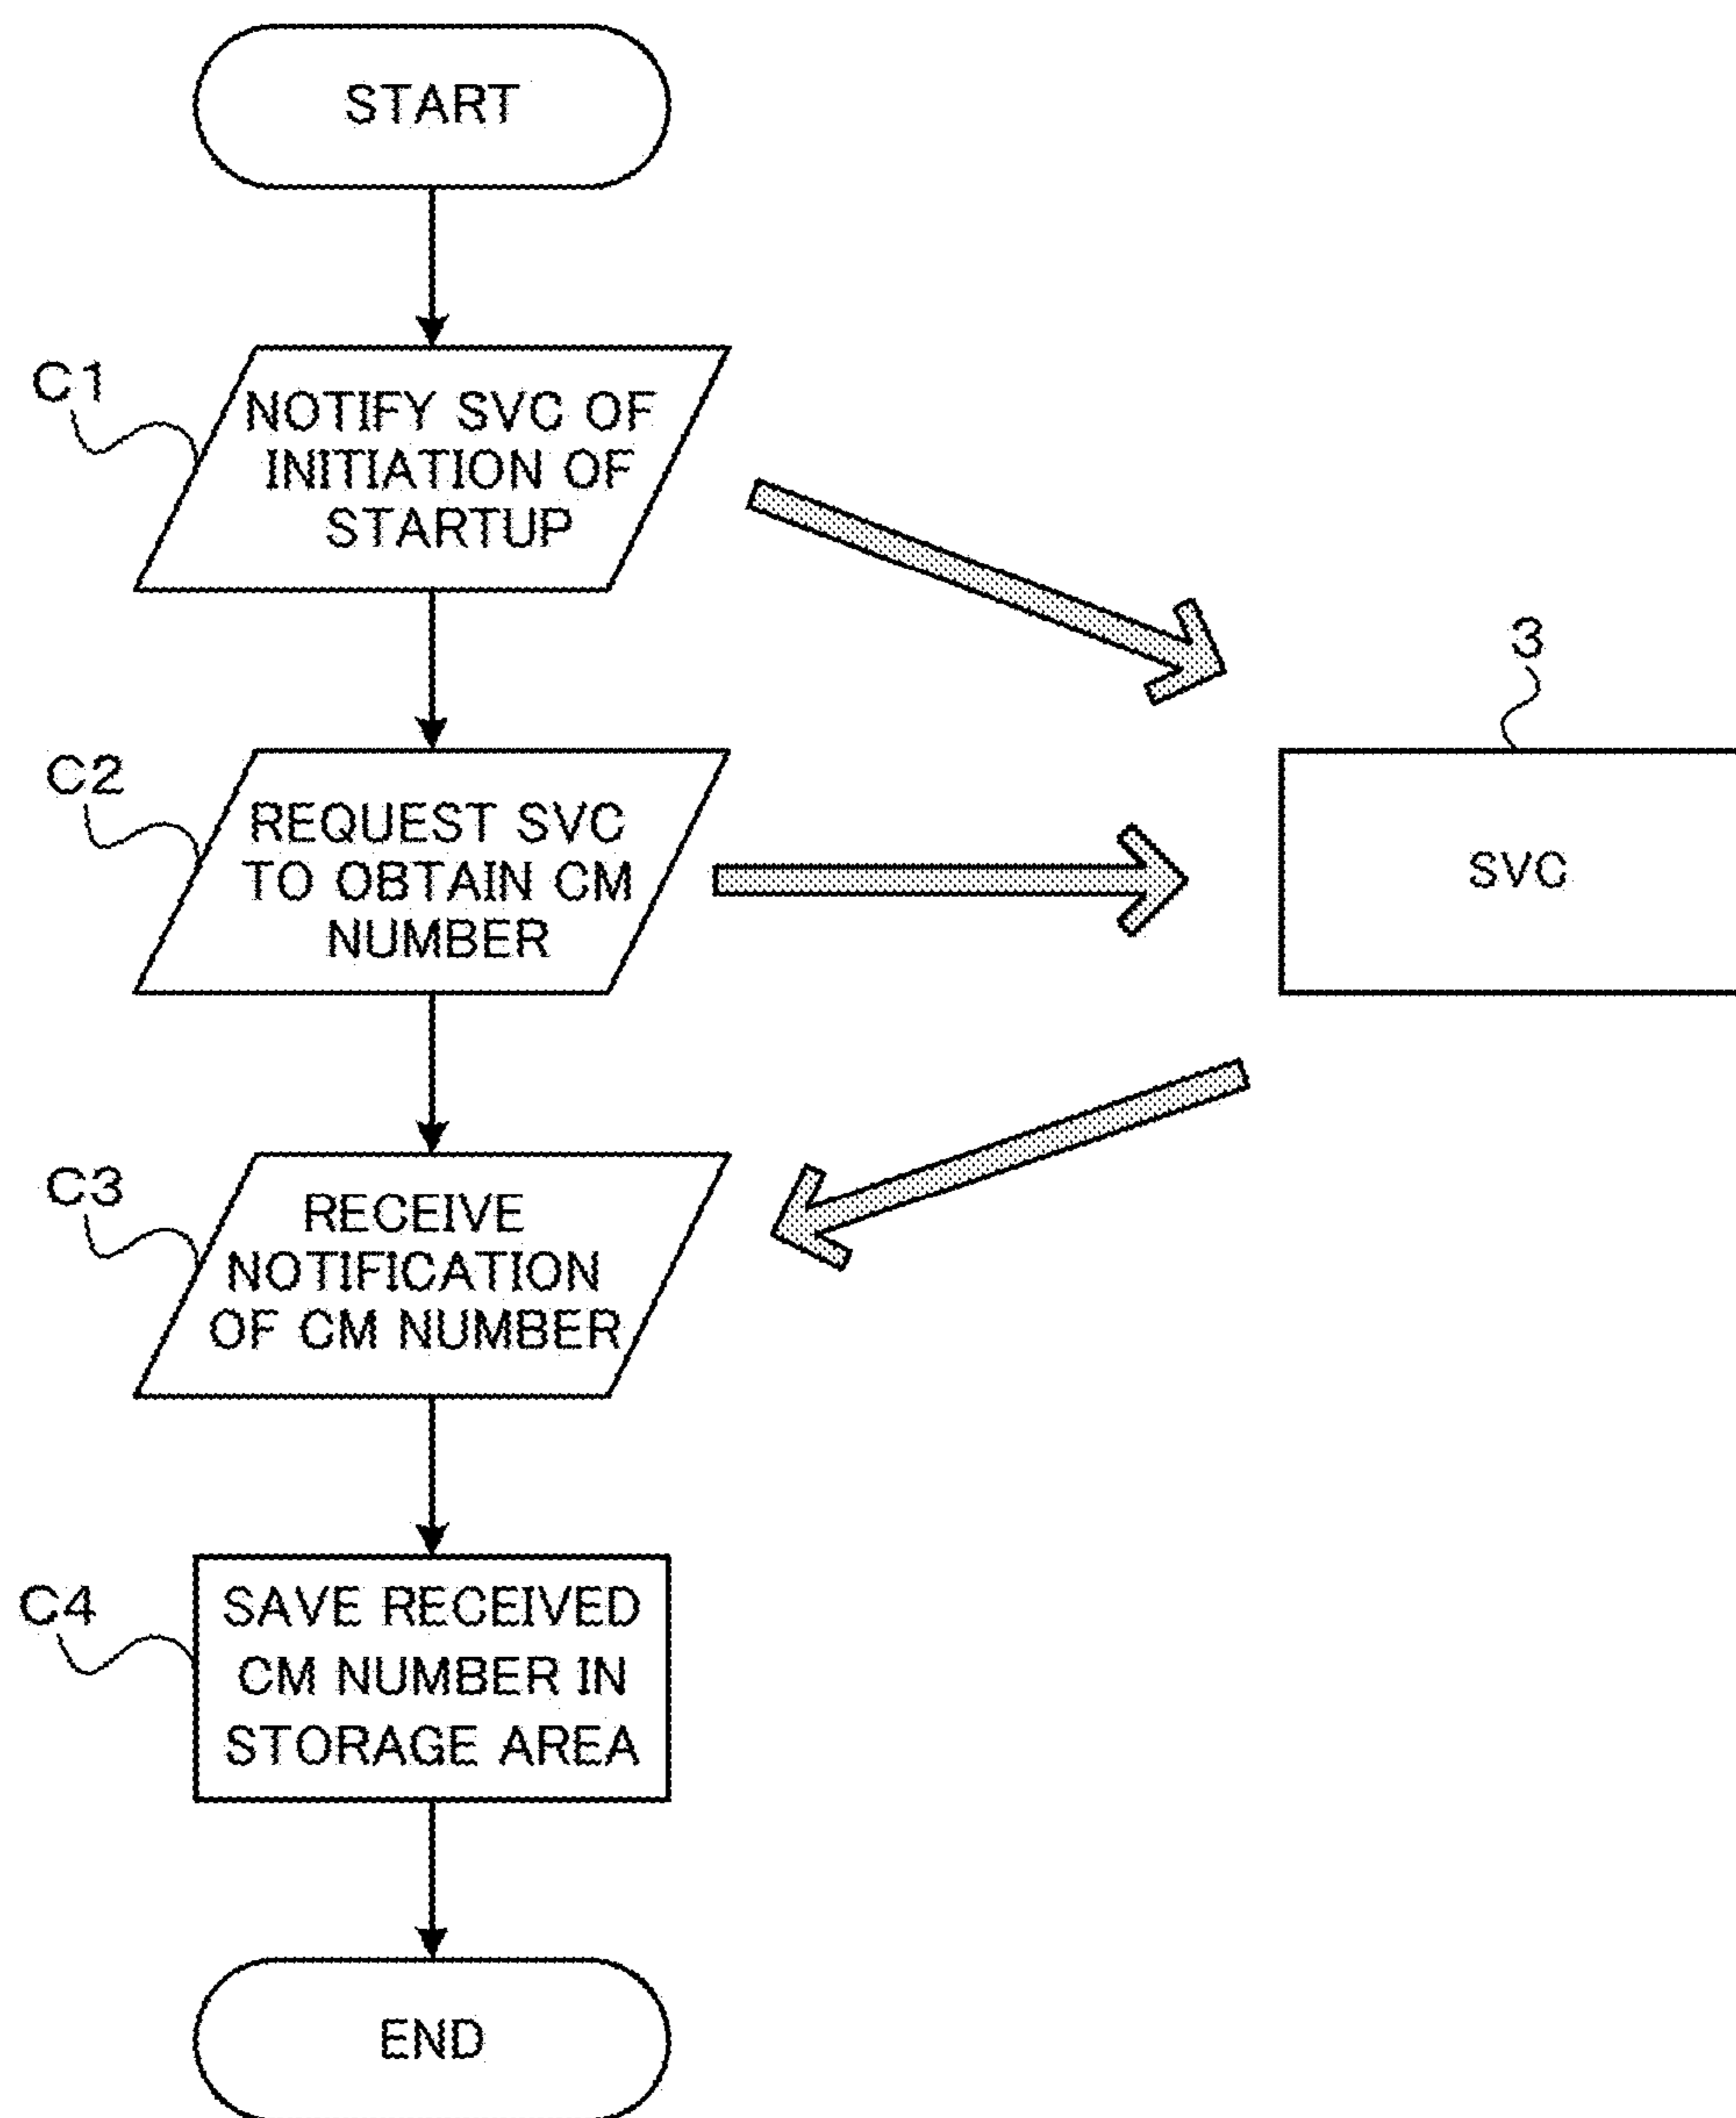 START
C1
NOTIFY SVC OF
INITIATION OF
STARTUP
3
C2
REQUEST SVC
TO OBTAIN CM
NUMBER
SVC
C3
RECEIVE
NOTIFICATION
OF CM NUMBER
C4
SAVE RECEIVED
CM NUMBER IN
STORAGE AREA
END